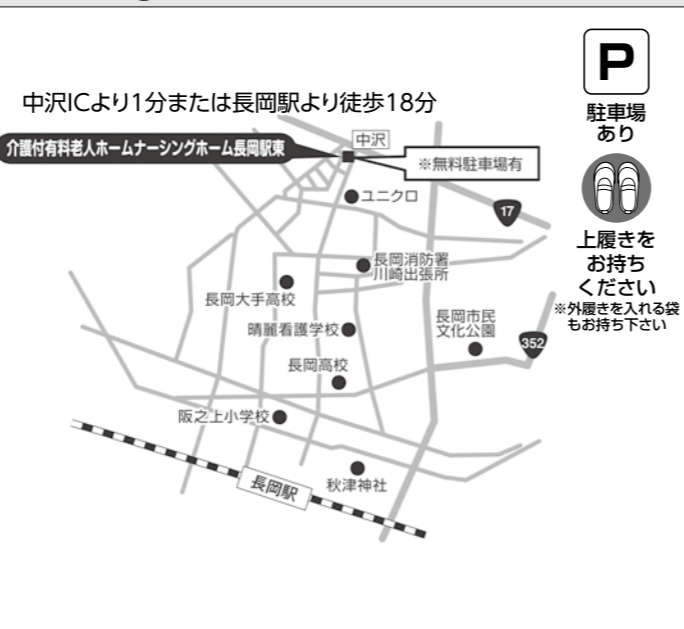 中沢ICより1分または長岡駅より徒歩18分
P
駐車場
あり
介護付有料老人ホームナーシングホーム長岡駅東
中沢
※無料駐車場有
ユニクロ
17
上履きを
お持ち
ください
※外履きを入れる袋
もお持ち下さい
長岡消防署
川崎出張所
長岡大手高校
晴麗看護学校
長岡市民
文化公園
352
長岡高校
阪之上小学校
秋津神社
長岡駅